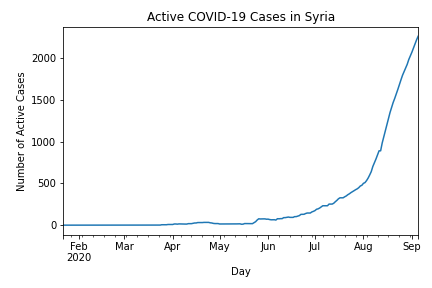 Active COVID-19 Cases in Syria
Number of Active Cases
2000
1500
1000
500
0
Feb Mar Apr May Jun Jul Aug Sep
2020
Day